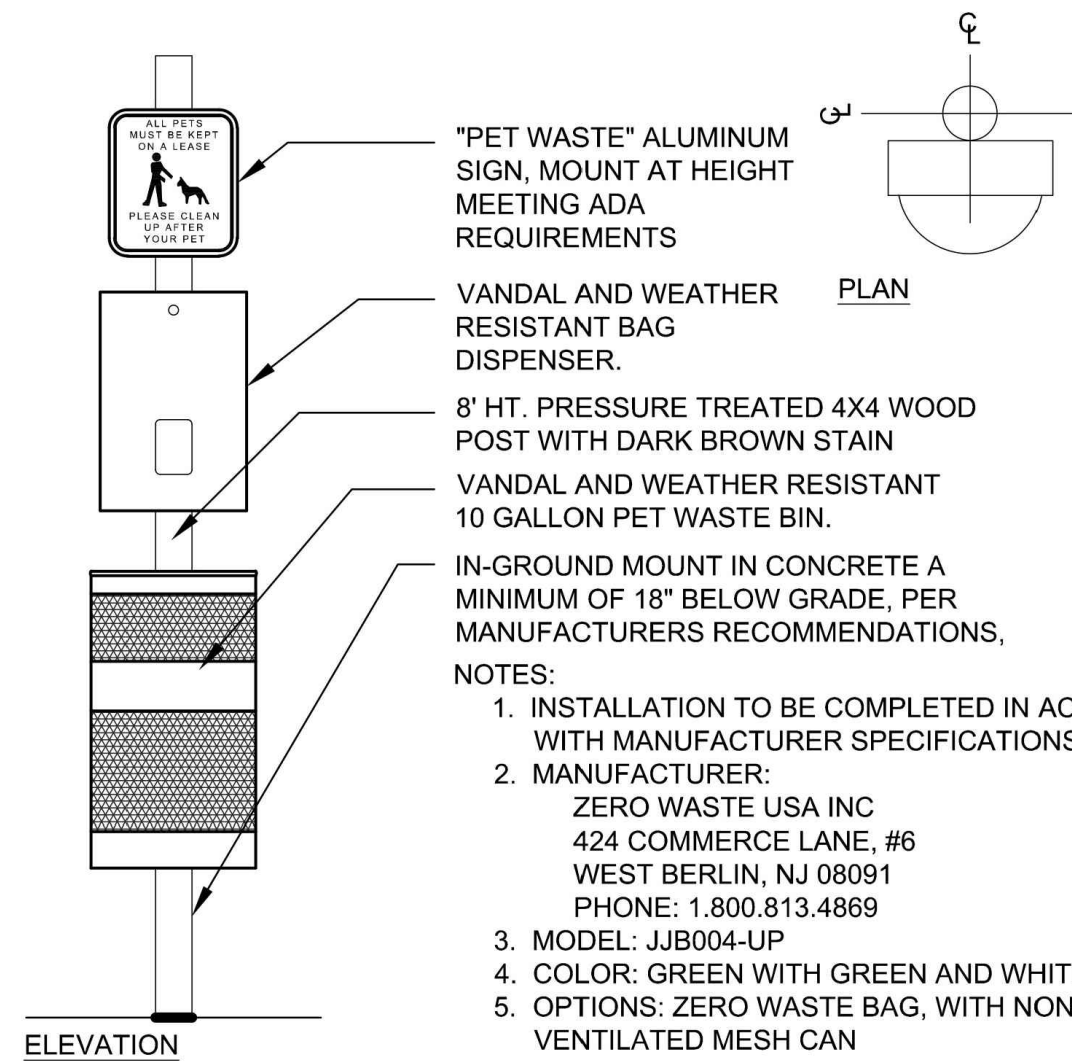 ALL PETS
MUST BE KEPT
ON A LEASE
PLEASE CLEAN
UP AFTER
YOUR PET
"PET WASTE" ALUMINUM
SIGN, MOUNT AT HEIGHT
MEETING ADA
REQUIREMENTS
VANDAL AND WEATHER
RESISTANT BAG
DISPENSER.
8' HT. PRESSURE TREATED 4X4 WOOD
POST WITH DARK BROWN STAIN
VANDAL AND WEATHER RESISTANT
10 GALLON PET WASTE BIN.
IN-GROUND MOUNT IN CONCRETE A
MINIMUM OF 18" BELOW GRADE, PER
MANUFACTURERS RECOMMENDATIONS,
NOTES:
1. INSTALLATION TO BE COMPLETED IN AC
WITH MANUFACTURER SPECIFICATIONS
2. MANUFACTURER:
ZERO WASTE USA INC
424 COMMERCE LANE, #6
WEST BERLIN, NJ 08091
PHONE: 1.800.813.4869
3. MODEL: JJB004-UP
4. COLOR: GREEN WITH GREEN AND WHIT
5. OPTIONS: ZERO WASTE BAG, WITH NON
VENTILATED MESH CAN
ELEVATION
CL
CL
PLAN